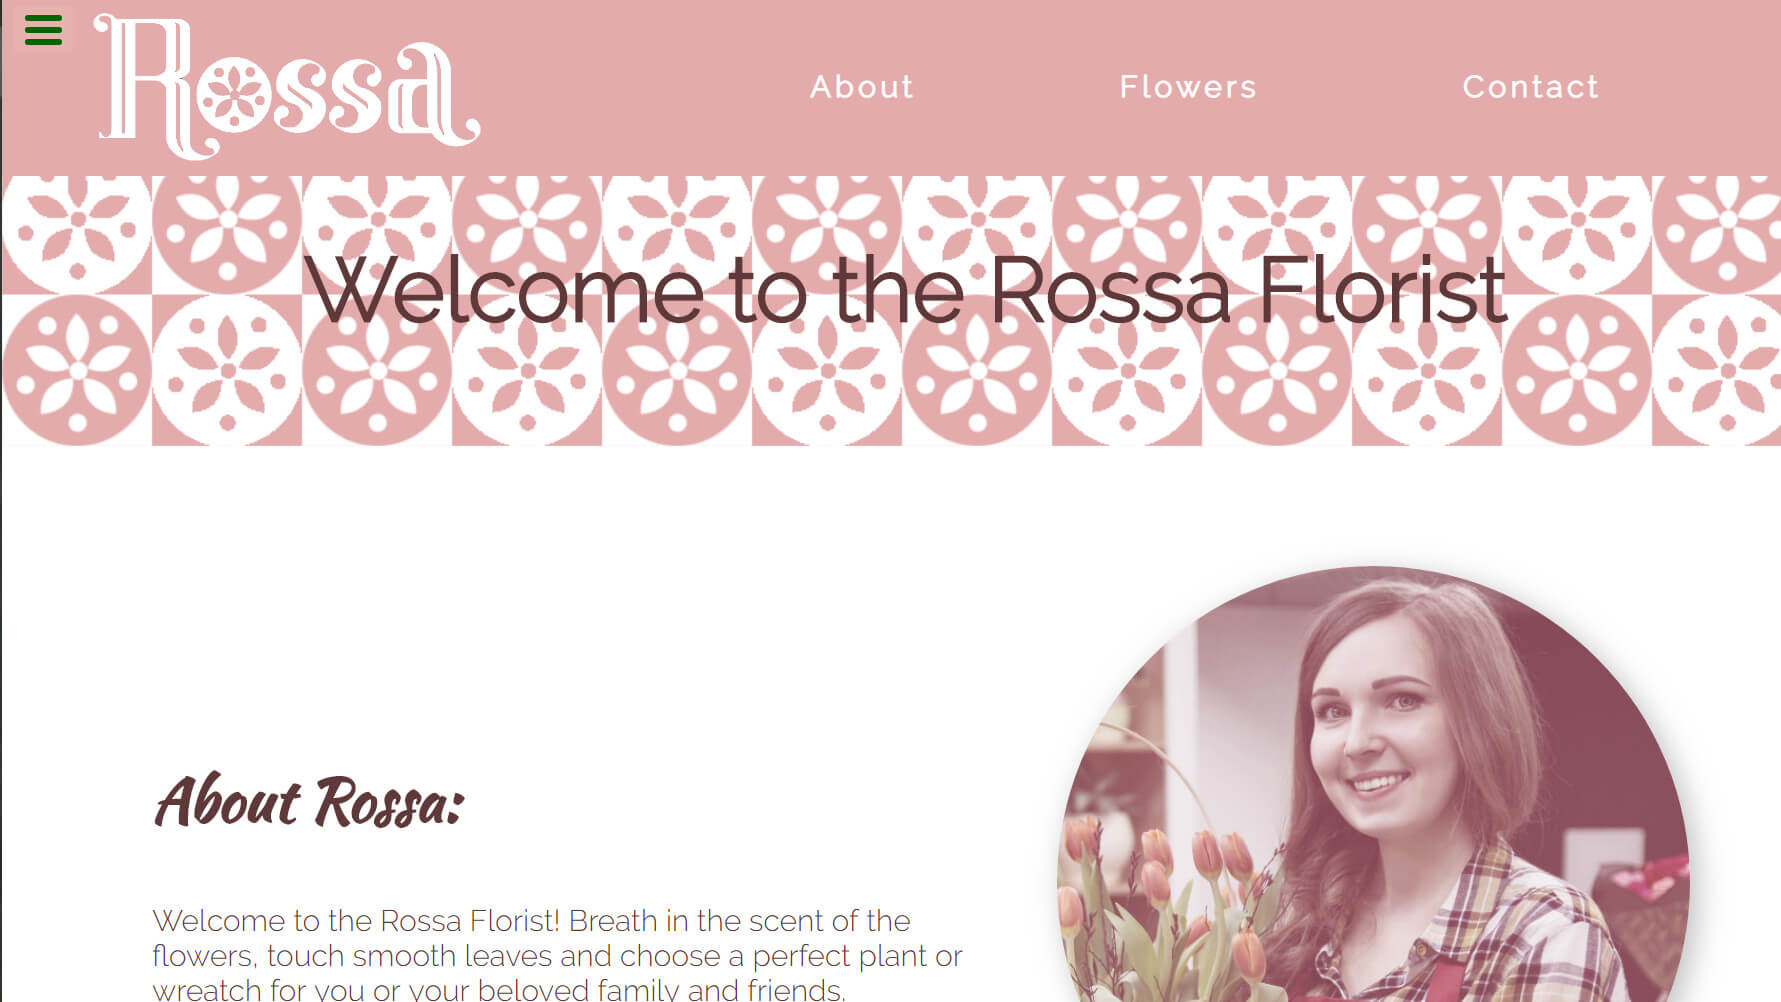 Rossa
About Flowers Contact
Welcome to the Rossa Florist
About Rossa:
Welcome to the Rossa Florist! Breath in the scent of the
flowers, touch smooth leaves and choose a perfect plant or
wreatch for you or your beloved family and friends.